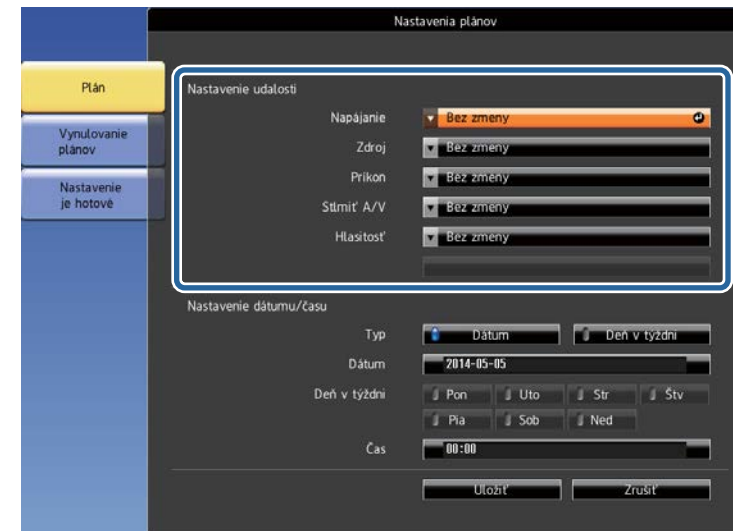 Nastavenia plánov
Plán
Vynulovanie
plánov
Nastavenie
je hotové
Nastavenie udalosti
Napájanie Bez zmeny
Zdroj Bez zmeny
Príkon Bez zmeny
Stlmiť A/V Bez zmeny
Hlasitosť Bez zmeny
Nastavenie dátumu/času
Typ Dátum Deň v týždni
Dátum 2014-05-05
Deň v týždni Pon Uto Str Štv
Pia Sob Ned
Čas 00:00
Uložiť Zrušiť